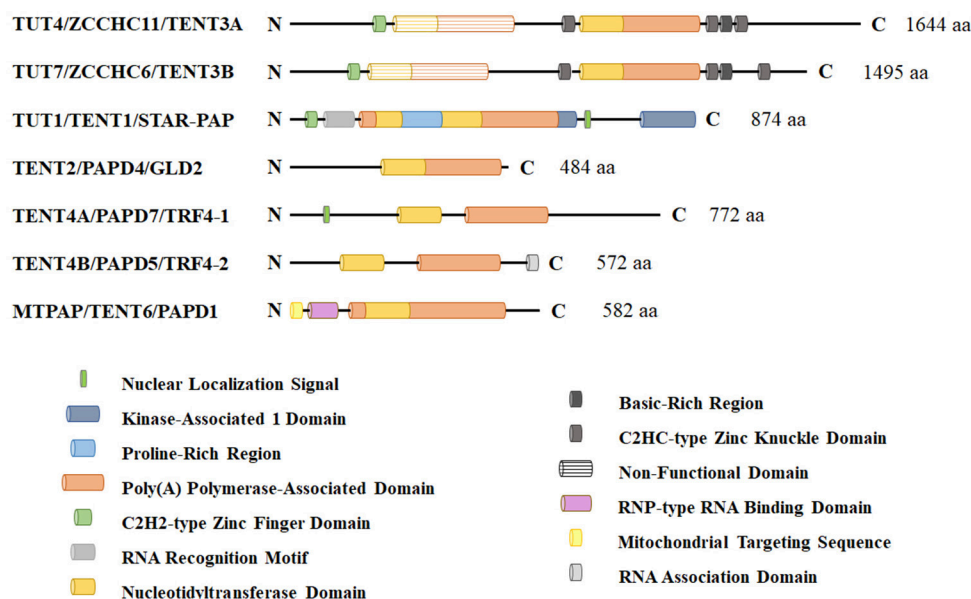 TUT4/ZCCHC11/TENT3A N C 1644 aa
TUT7/ZCCHC6/TENT3B N C 1495 aa
TUT1/TENT1/STAR-PAP N C 874 aa
TENT2/PAPD4/GLD2 N C 484 aa
TENT4A/PAPD7/TRF4-1 N C 772 aa
TENT4B/PAPD5/TRF4-2 N C 572 aa
MTPAP/TENT6/PAPD1 N C 582 aa
Nuclear Localization Signal
Kinase-Associated 1 Domain
Proline-Rich Region
Poly(A) Polymerase-Associated Domain
C2H2-type Zinc Finger Domain
RNA Recognition Motif
Nucleotidyltransferase Domain
Basic-Rich Region
C2HC-type Zinc Knuckle Domain
Non-Functional Domain
RNP-type RNA Binding Domain
Mitochondrial Targeting Sequence
RNA Association Domain